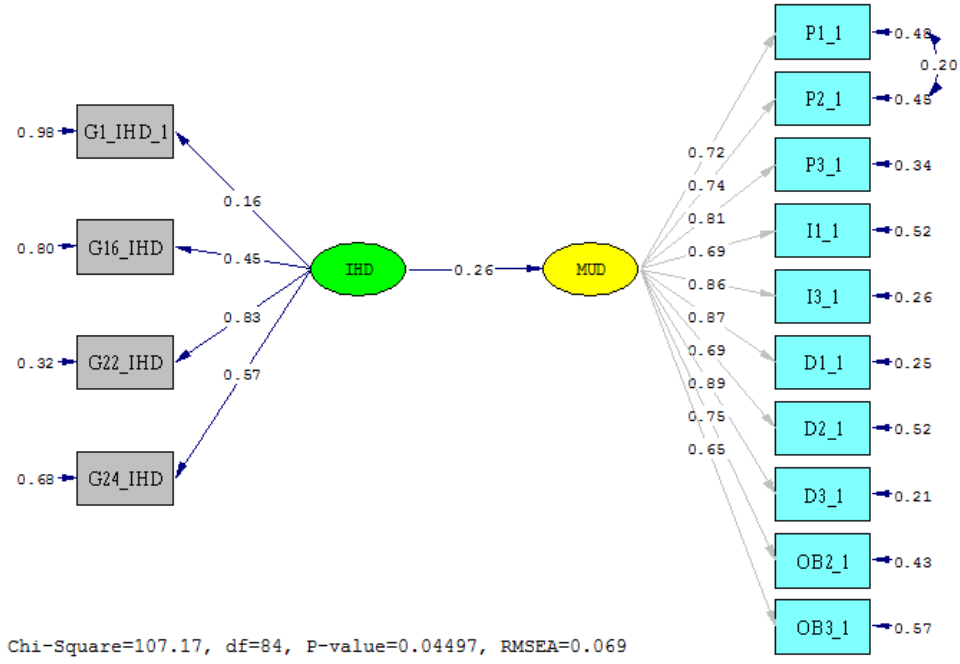 P1_1
0.48
0.20
P2_1
0.45
0.98
G1_IHD_1
0.72
P3_1
0.34
0.74
0.16
0.81
I1_1
0.52
0.80
G16_IHD
0.45
0.69
IHD
0.26
MUD
0.86
I3_1
0.26
0.83
0.87
0.32
G22_IHD
0.69
D1_1
0.25
0.57
0.89
0.75
D2_1
0.52
0.65
0.68
G24_IHD
D3_1
0.21
OB2_1
0.43
OB3_1
0.57
Chi-Square=107.17, df=84, P-value=0.04497, RMSEA=0.069